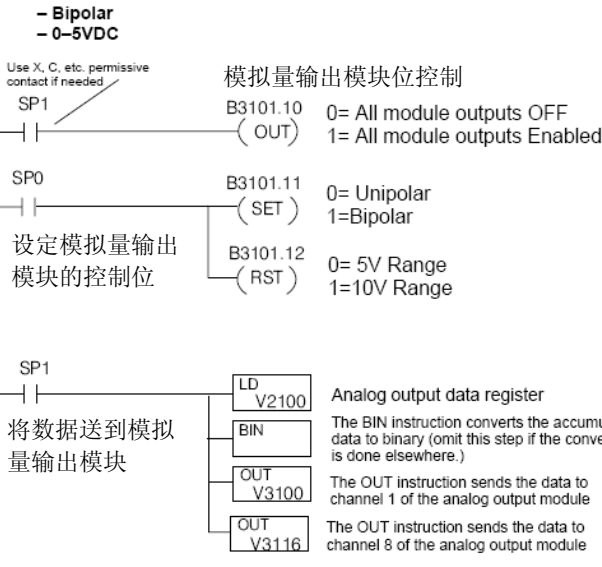 – Bipolar
– 0–5VDC
Use X, C, etc. permissive
contact if needed
模拟量输出模块位控制
SP1
B3101.10
OUT
0= All module outputs OFF
1= All module outputs Enabled
SP0
B3101.11
SET
0= Unipolar
1=Bipolar
设定模拟量输出
模块的控制位
B3101.12
RST
0= 5V Range
1=10V Range
SP1
LD
V2100
Analog output data register
将数据送到模拟
量输出模块
BIN
The BIN instruction converts the accumu
data to binary (omit this step if the conve
is done elsewhere.)
OUT
V3100
The OUT instruction sends the data to
channel 1 of the analog output module
OUT
V3116
The OUT instruction sends the data to
channel 8 of the analog output module